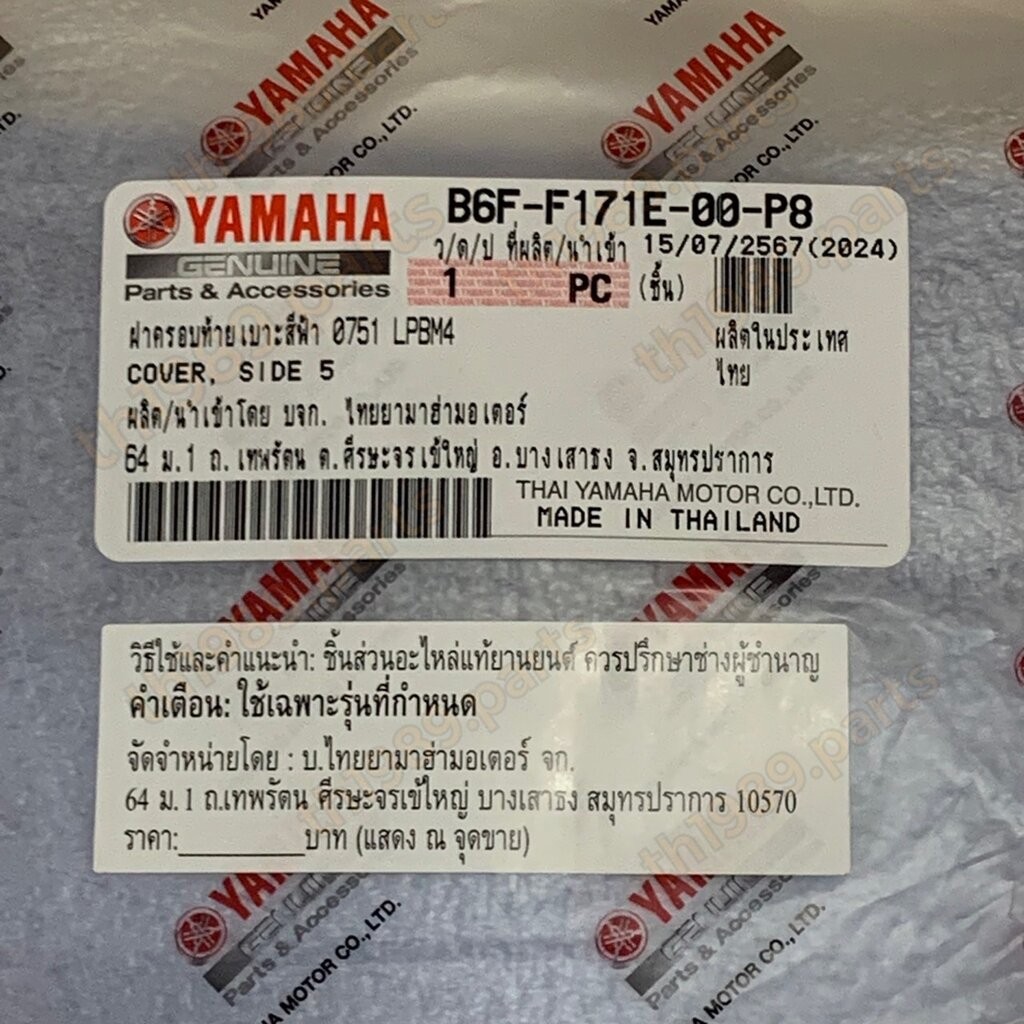 YAMAHA
GENUINE
Parts & Accessories
B6F-F171E-00-P8
ว/ด/ป ที่ผลิต/นำเข้า 15/07/2567(2024)
1 PC (ชิ้น)
ฝาครอบท้ายเบาะสีฟ้า 0751 LPBM4
ผลิตในประเทศ
ไทย
COVER, SIDE 5
ผลิต/นำเข้าโดย บจก. ไทยยามาฮ่ามอเตอร์
64 ม.1 ถ. เทพรัตน ต.ศีรษะจรเข้ใหญ่ อ.บางเสาธง จ.สมุทรปราการ
THAI YAMAHA MOTOR CO.,LTD.
MADE IN THAILAND
วิธีใช้และคำแนะนำ: ชิ้นส่วนอะไหล่แท้ยานยนต์ ควรปรึกษาช่างผู้ชำนาญ
คำเตือน: ใช้เฉพาะรุ่นที่กำหนด
จัดจำหน่ายโดย : บ.ไทยยามาฮ่ามอเตอร์ จก.
64 ม.1 ถ.เทพรัตน ศีรษะจรเข้ใหญ่ บางเสาธง สมุทรปราการ 10570
ราคา:_________บาท (แสดง ณ จุดขาย)
YAMAHA
GENUINE
Parts & Accessories
MOTOR CO., LTD.
YAMAHA
GENUINE
Parts & Accessories
MOTOR CO., LTD.
th1989.parts